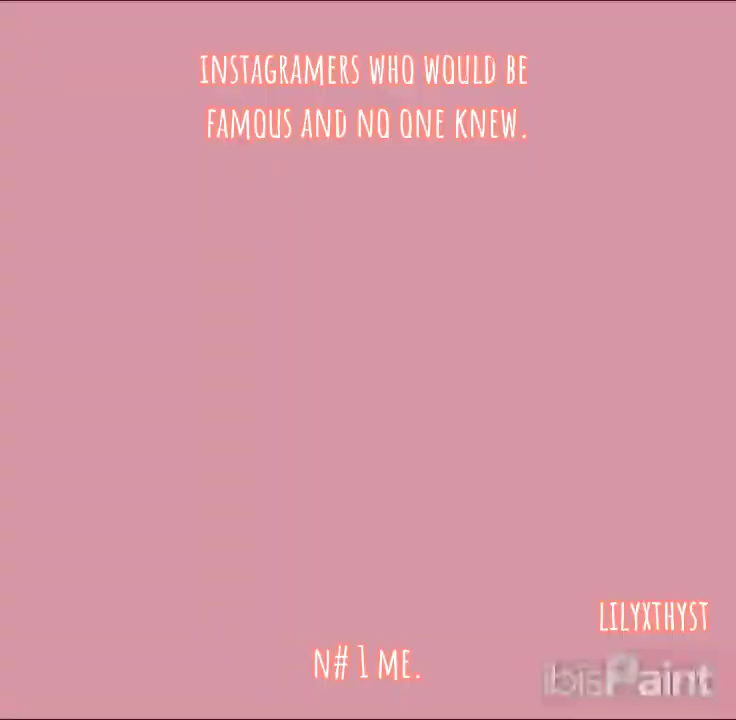 INSTAGRAMERS WHO WOULD BE
FAMOUS AND NO ONE KNEW.
LILYXTHYST
N# 1 ME.
ibisPaint